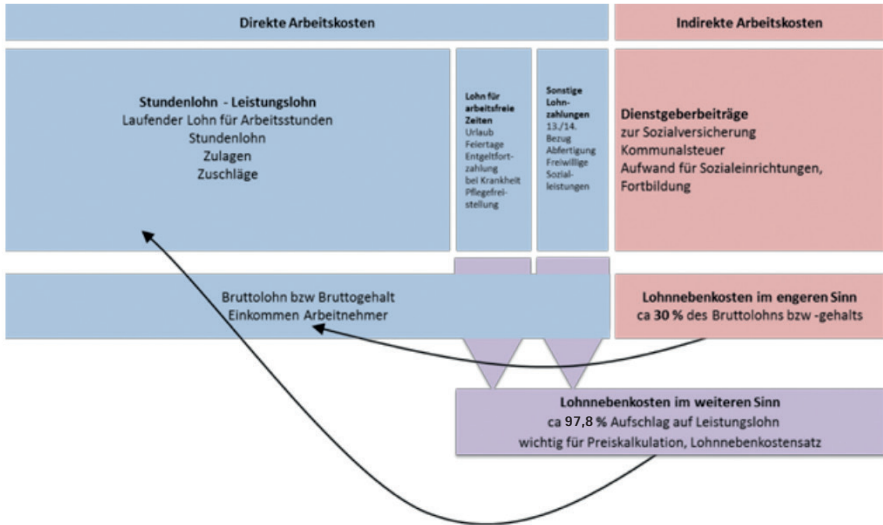 Direkte Arbeitskosten
Indirekte Arbeitskosten
Stundenlohn - Leistungslohn
Laufender Lohn für Arbeitsstunden
Stundenlohn
Zulagen
Zuschläge
Lohn für
arbeitsfreie
Zeiten
Urlaub
Feiertage
Entgeltfort-
zahlung
bei Krankheit
Pflegefrei-
stellung
Sonstige
Lohn-
zahlungen
13./14.
Bezug
Abfertigung
Freiwillige
Sozial-
leistungen
Dienstgeberbeiträge
zur Sozialversicherung
Kommunalsteuer
Aufwand für Sozialeinrichtungen,
Fortbildung
Bruttolohn bzw Bruttogehalt
Einkommen Arbeitnehmer
Lohnnebenkosten im engeren Sinn
ca 30 % des Bruttolohns bzw -gehalts
Lohnnebenkosten im weiteren Sinn
ca 97,8 % Aufschlag auf Leistungslohn
wichtig für Preiskalkulation, Lohnnebenkostensatz